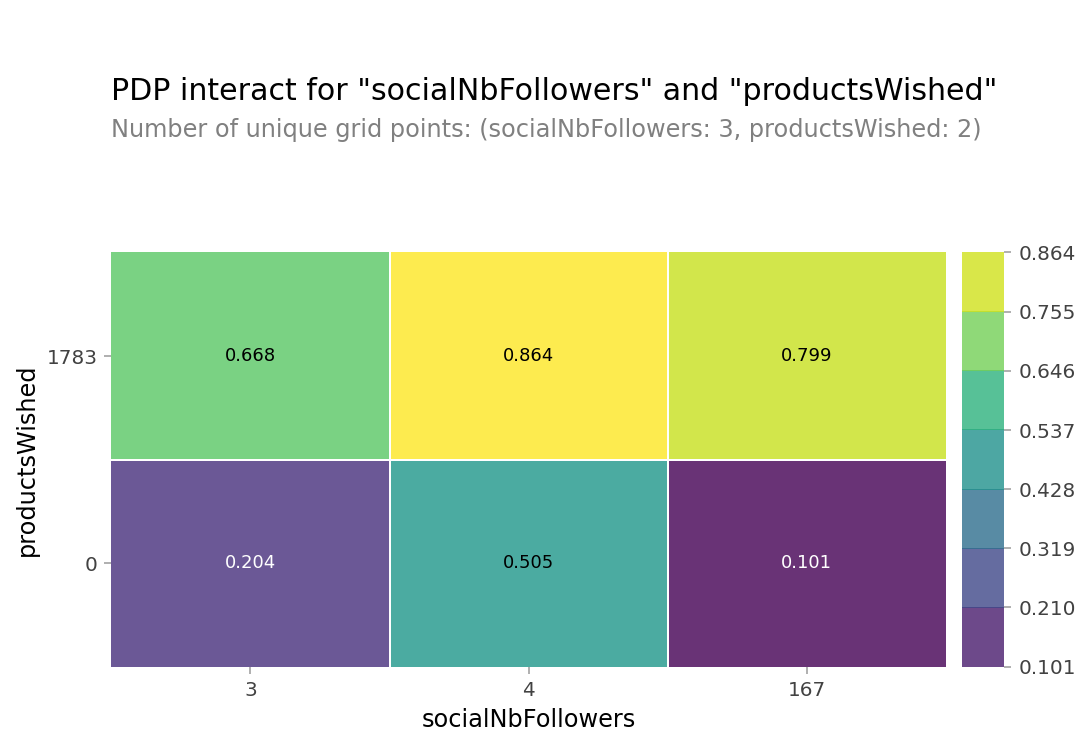 PDP interact for "socialNbFollowers" and "productsWished"
Number of unique grid points: (socialNbFollowers: 3, productsWished: 2)
productsWished
1783
0
0.668 0.864 0.799
0.204 0.505 0.101
3 4 167
socialNbFollowers
0.864
0.755
0.646
0.537
0.428
0.319
0.210
0.101